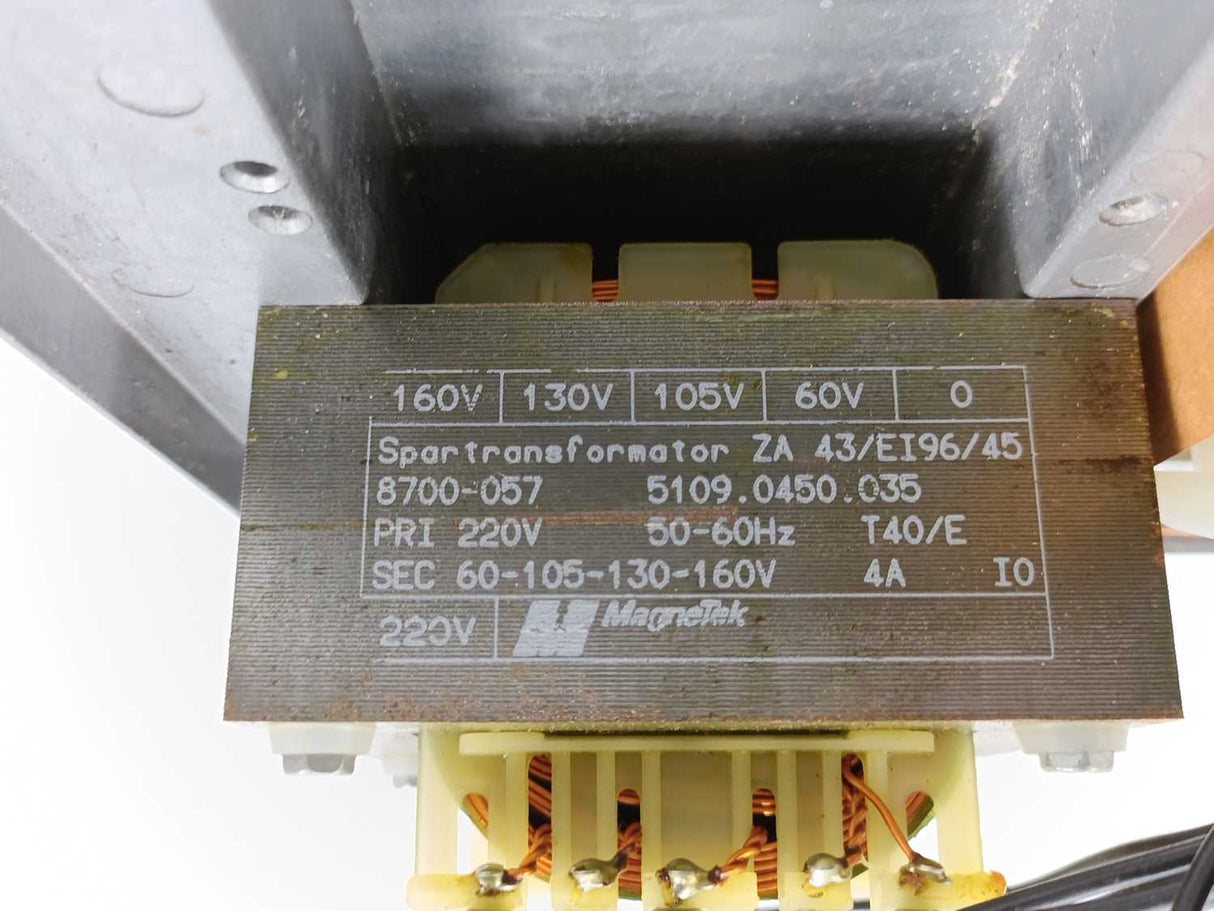 160V 130V 105V 60V 0
Spartransformator ZA 43/EI96/45
8700-057 5109.0450.035
PRI 220V 50-60Hz T40/E
SEC 60-105-130-160V 4A I0
220V MagneTek